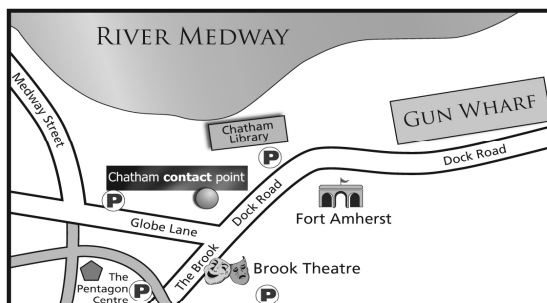 RIVER MEDWAY
Medway Street
Chatham
Library
GUN WHARF
P
Dock Road
Chatham contact point
P
Dock Road
Fort Amherst
Globe Lane
The Brook
Brook Theatre
The
Pentagon
Centre
P
P